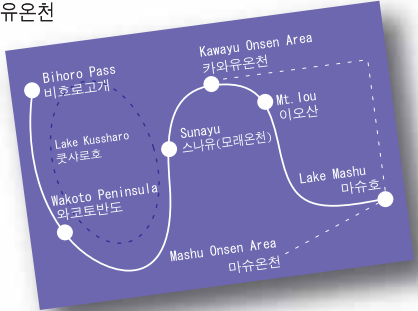 유온천
Bihoro Pass
비호로고개
Kawayu Onsen Area
카와유온천
Mt.Iou
이오산
Sunayu
스나유(모래온천)
Lake Kussharo
쿳샤로호
Wakoto Peninsula
와코토반도
Lake Mashu
마슈호
Mashu Onsen Area
마슈온천